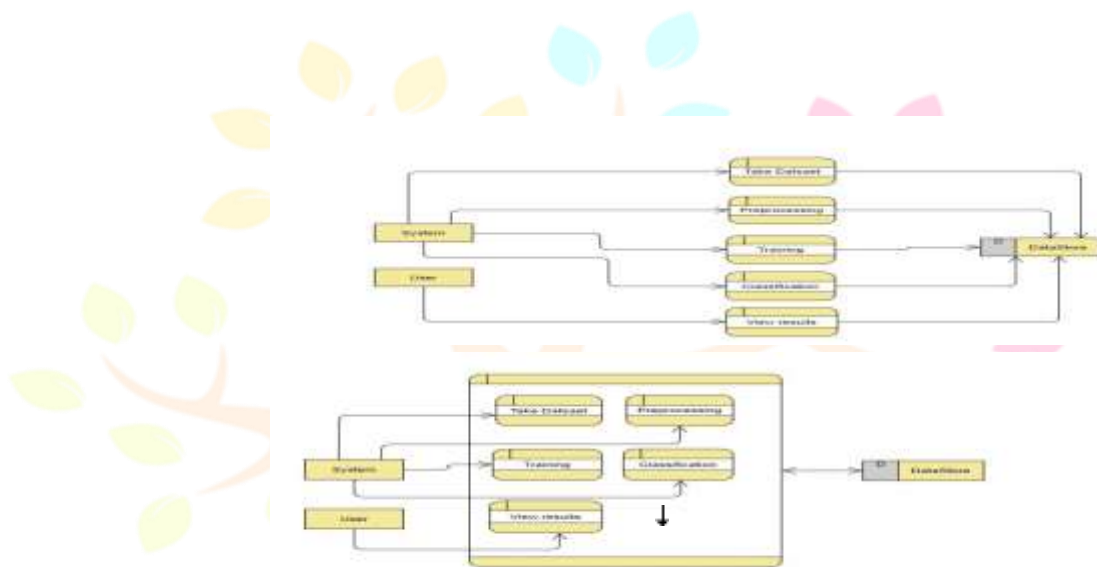 Take Dataset
Preprocessing
System
Training
D
DataStore
User
Classification
View results
Take Dataset
Preprocessing
System
Training
Classification
D
DataStore
User
View results